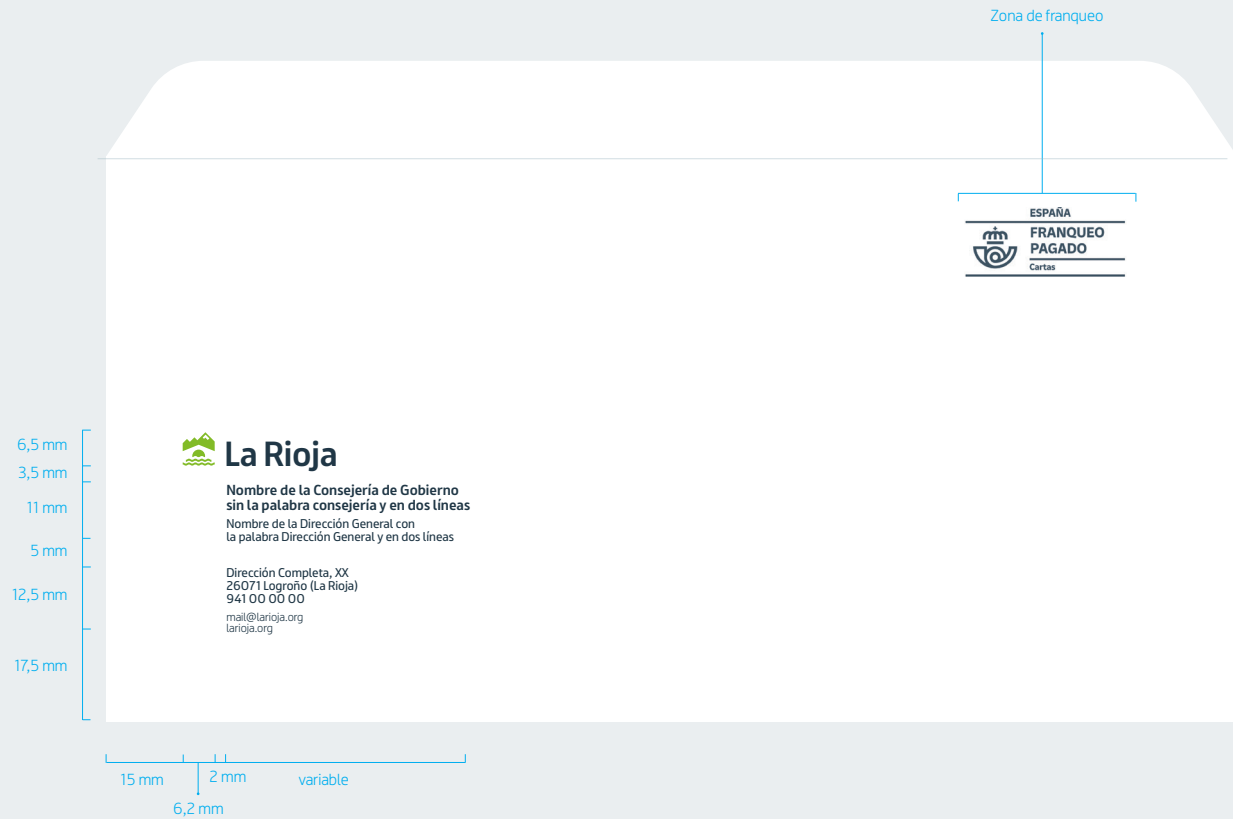 Zona de franqueo
ESPAÑA
FRANQUEO
PAGADO
Cartas
6,5 mm
3,5 mm
11 mm
5 mm
12,5 mm
17,5 mm
La Rioja
Nombre de la Consejería de Gobierno
sin la palabra consejería y en dos líneas
Nombre de la Dirección General con
la palabra Dirección General y en dos líneas
Dirección Completa, XX
26071 Logroño (La Rioja)
941 00 00 00
mail@larioja.org
larioja.org
15 mm
2 mm
variable
6,2 mm